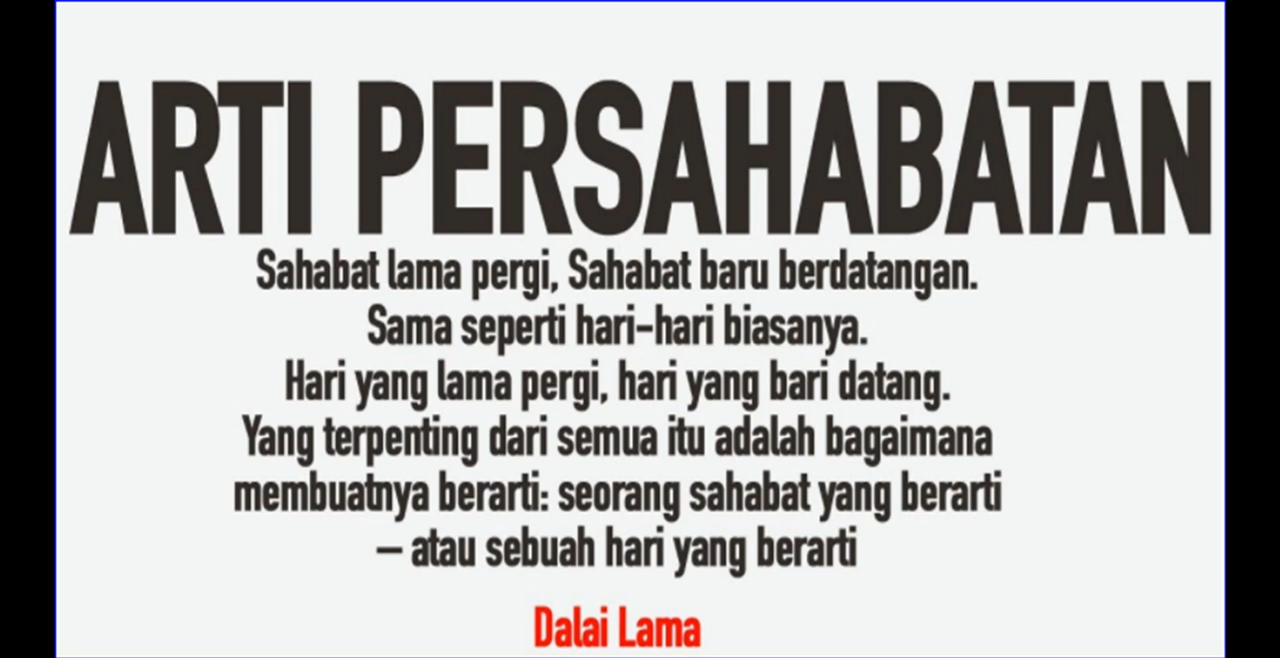 ARTI PERSAHABATAN
Sahabat lama pergi, Sahabat baru berdatangan.
Sama seperti hari-hari biasanya.
Hari yang lama pergi, hari yang bari datang.
Yang terpenting dari semua itu adalah bagaimana
membuatnya berarti: seorang sahabat yang berarti
– atau sebuah hari yang berarti
Dalai Lama